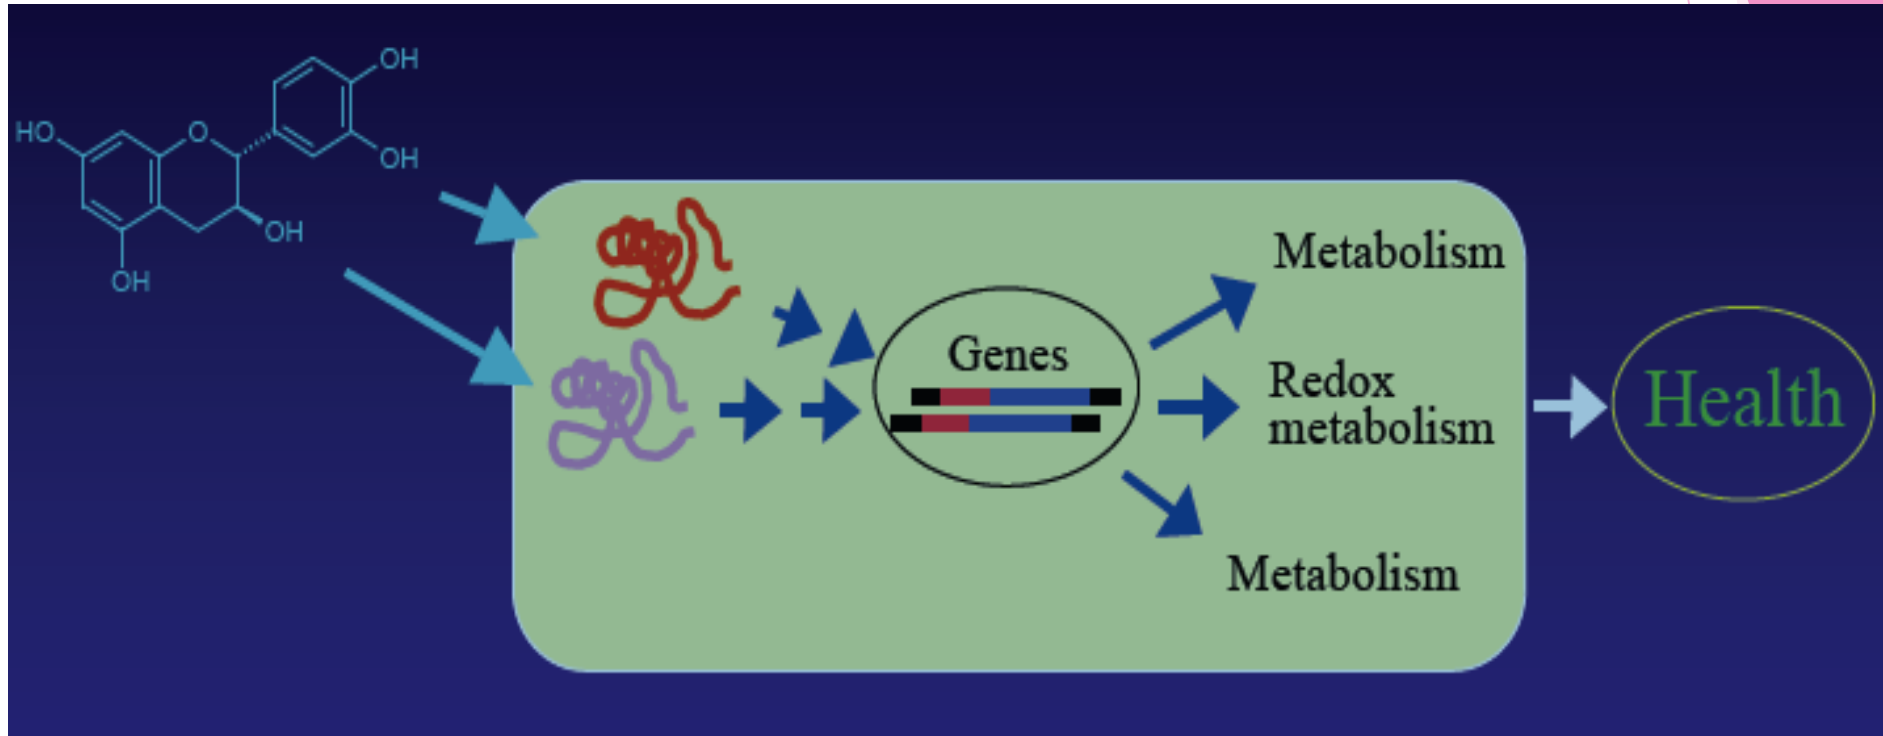 OH
HO
O
OH
OH
OH
Metabolism
Genes
Redox
metabolism
Health
Metabolism